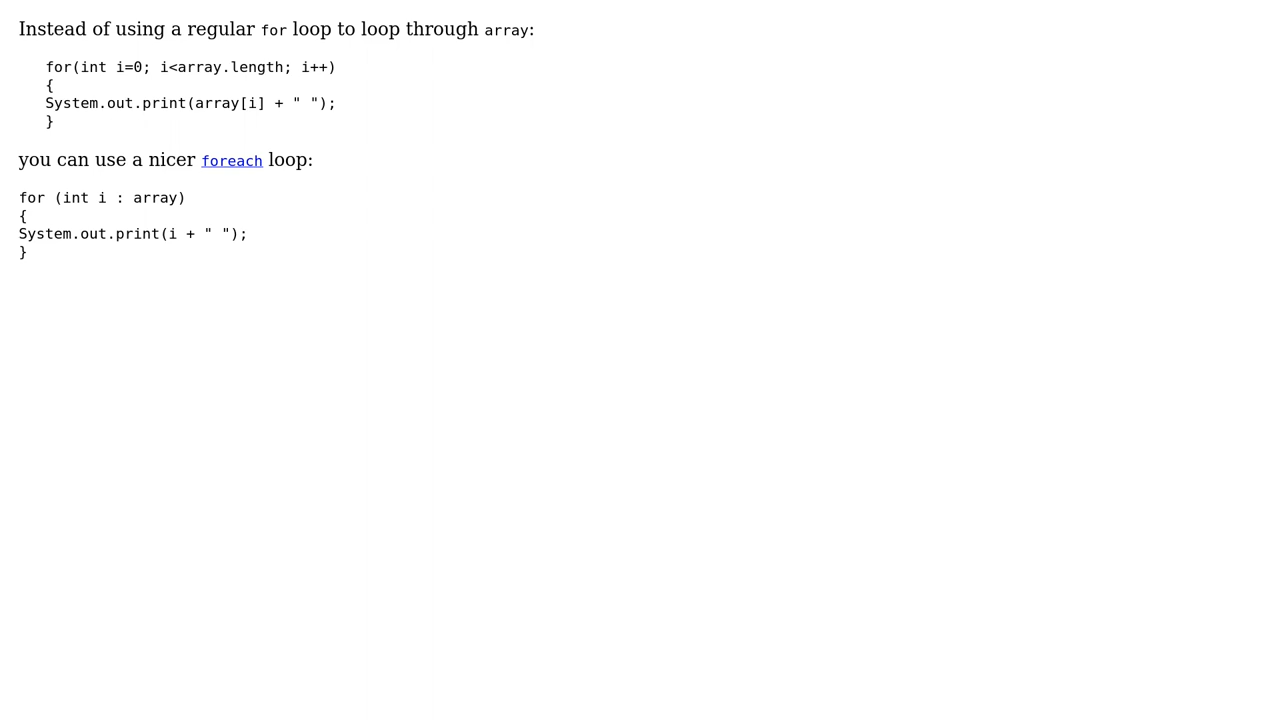 Instead of using a regular for loop to loop through array:
for(int i=0; i<array.length; i++)
{
System.out.print(array[i] + " ");
}
you can use a nicer foreach loop:
for (int i : array)
{
System.out.print(i + " ");
}